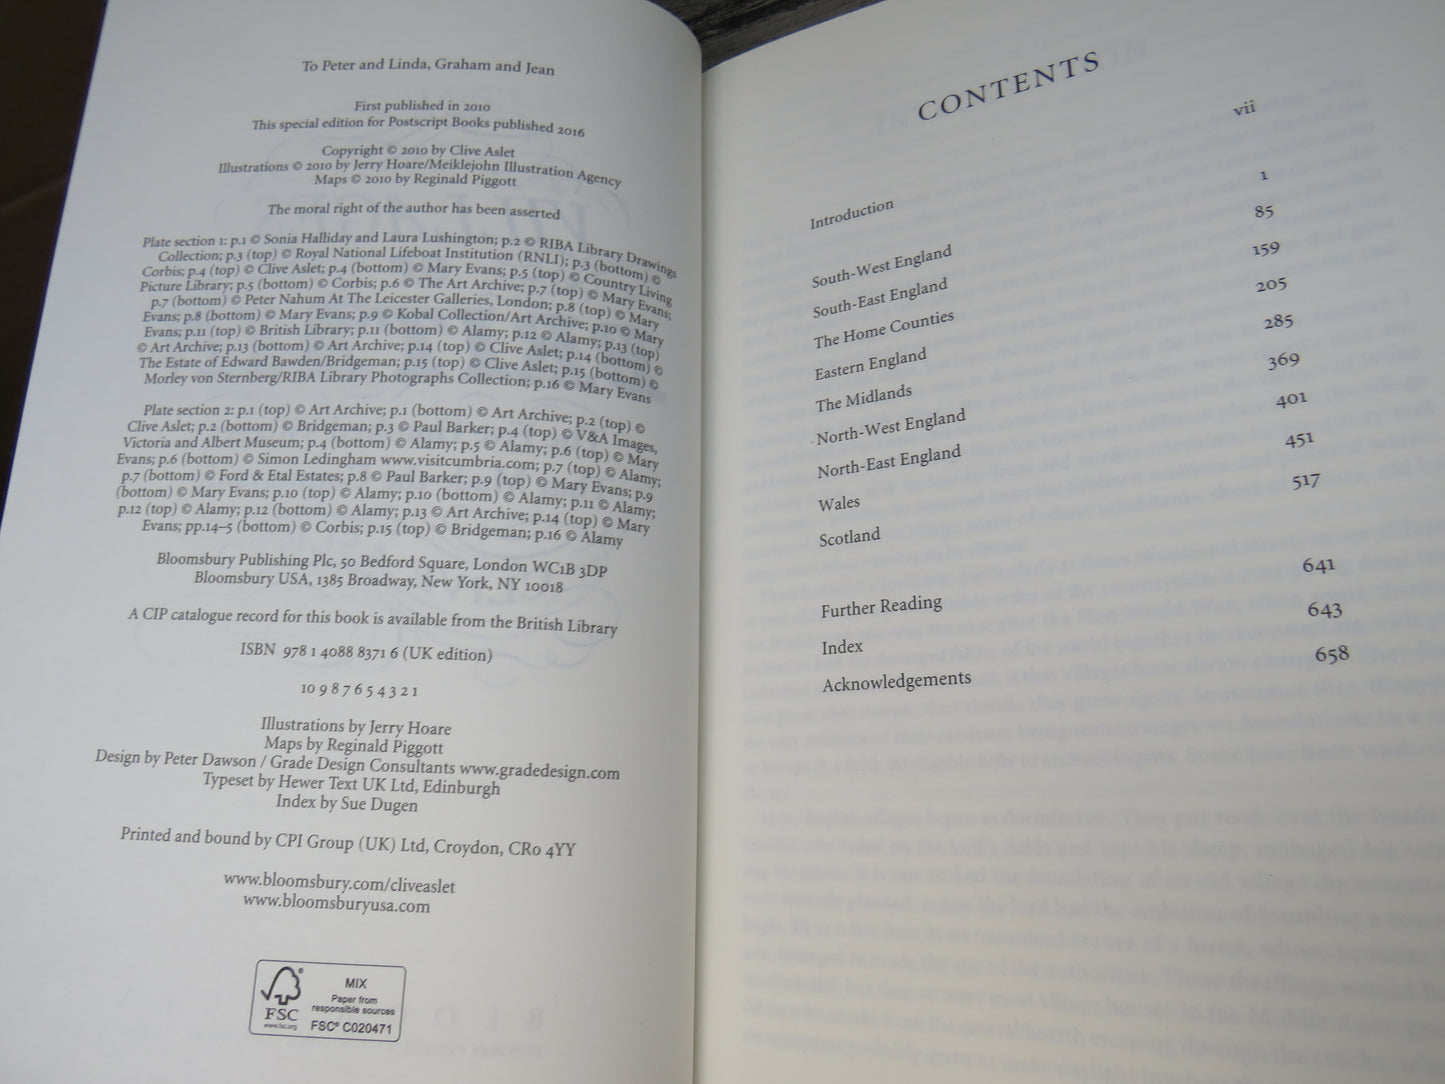 To Peter and Linda, Graham and Jean
First published in 2010
This special edition for Postscript Books published 2016
Copyright © 2010 by Clive Aslet
Illustrations © 2010 by Jerry Hoare/Meiklejohn Illustration Agency
Maps © 2010 by Reginald Piggott
The moral right of the author has been asserted
Plate section 1: p.1 © Sonia Halliday and Laura Lushington; p.2 © RIBA Library Drawings
Collection; p.3 (top) © Royal National Lifeboat Institution (RNLI); p.3 (bottom) ©
Corbis; p.4 (top) © Clive Aslet; p.4 (bottom) © Mary Evans; p.5 (top) © Country Living
Picture Library; p.5 (bottom) © Corbis; p.6 © The Art Archive; p.7 (top) © Mary Evans;
p.7 (bottom) © Peter Nahum At The Leicester Galleries, London; p.8 (top) © Mary
Evans; p.8 (bottom) © Mary Evans; p.9 © Kobal Collection/Art Archive; p.10 © Mary
Evans; p.11 (top) © British Library; p.11 (bottom) © Alamy; p.12 © Alamy; p.13 (top)
© Art Archive; p.13 (bottom) © Art Archive; p.14 (top) © Clive Aslet; p.14 (bottom) ©
The Estate of Edward Bawden/Bridgeman; p.15 (top) © Clive Aslet; p.15 (bottom) ©
Morley von Sternberg/RIBA Library Photographs Collection; p.16 © Mary Evans
Plate section 2: p.1 (top) © Art Archive; p.1 (bottom) © Art Archive; p.2 (top) ©
Clive Aslet; p.2 (bottom) © Bridgeman; p.3 © Paul Barker; p.4 (top) © V&A Images,
Victoria and Albert Museum; p.4 (bottom) © Alamy; p.5 © Alamy; p.6 (top) © Mary
Evans; p.6 (bottom) © Simon Ledingham www.visitcumbria.com; p.7 (top) © Alamy;
p.7 (bottom) © Ford & Etal Estates; p.8 © Paul Barker; p.9 (top) © Mary Evans; p.9
(bottom) © Mary Evans; p.10 (top) © Alamy; p.10 (bottom) © Alamy; p.11 © Alamy;
p.12 (top) © Alamy; p.12 (bottom) © Alamy; p.13 © Art Archive; p.14 (top) © Mary
Evans; pp.14–5 (bottom) © Corbis; p.15 (top) © Bridgeman; p.16 © Alamy
Bloomsbury Publishing Plc, 50 Bedford Square, London WC1B 3DP
Bloomsbury USA, 1385 Broadway, New York, NY 10018
A CIP catalogue record for this book is available from the British Library
ISBN 978 1 4088 8371 6 (UK edition)
10 9 8 7 6 5 4 3 2 1
Illustrations by Jerry Hoare
Maps by Reginald Piggott
Design by Peter Dawson / Grade Design Consultants www.gradedesign.com
Typeset by Hewer Text UK Ltd, Edinburgh
Index by Sue Dugen
Printed and bound by CPI Group (UK) Ltd, Croydon, CR0 4YY
www.bloomsbury.com/cliveaslet
www.bloomsburyusa.com
FSC
www.fsc.org
MIX
Paper from
responsible sources
FSC® C020471
CONTENTS
Introduction vii
South-West England 1
South-East England 85
The Home Counties 159
Eastern England 205
The Midlands 285
North-West England 369
North-East England 401
Wales 451
Scotland 517
Further Reading 641
Index 643
Acknowledgements 658